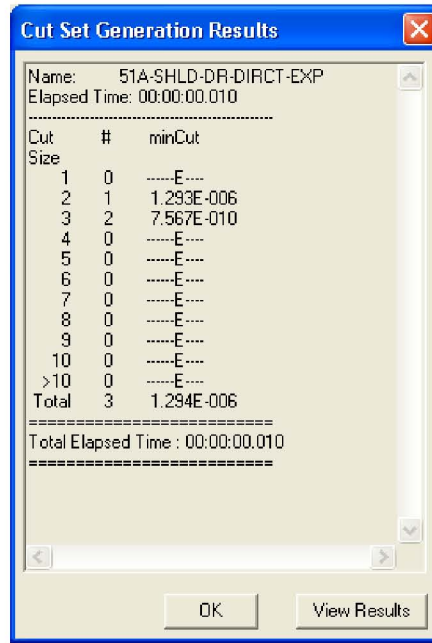 Cut Set Generation Results
Name: 51A-SHLD-DR-DIRCT-EXP
Elapsed Time: 00:00:00.010
--------------------------------------------------
Cut # minCut
Size
1 0 -----E----
2 1 1.293E-006
3 2 7.567E-010
4 0 -----E----
5 0 -----E----
6 0 -----E----
7 0 -----E----
8 0 -----E----
9 0 -----E----
10 0 -----E----
>10 0 -----E----
Total 3 1.294E-006
===========================
Total Elapsed Time : 00:00:00.010
===========================
OK View Results